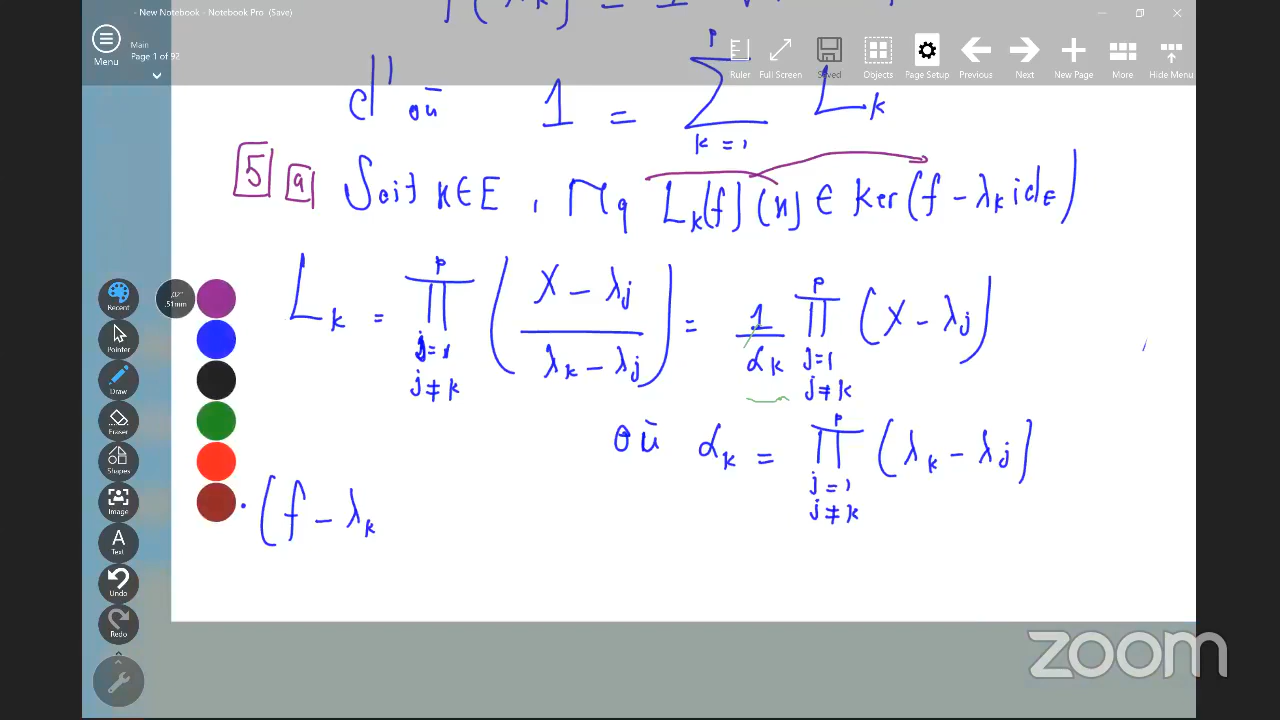 - New Notebook - Notebook Pro (Save)
Menu
Main
Page 1 of 92
Ruler Full Screen Saved Objects Page Setup Previous Next New Page More Hide Menu
d'où 1 = ∑_{k=1}^{p} L_k
5 a Soit x∈E, Mq L_k(f)(x) ∈ Ker(f - λ_k id_E)
L_k = ∏_{j=1, j≠k}^{p} ((X - λ_j)/(λ_k - λ_j)) = 1/α_k ∏_{j=1, j≠k}^{p} (X - λ_j)
où α_k = ∏_{j=1, j≠k}^{p} (λ_k - λ_j)
• (f - λ_k
Recent
.51mm
Pointer
Draw
Eraser
Shapes
Image
Text
Undo
Redo
zoom